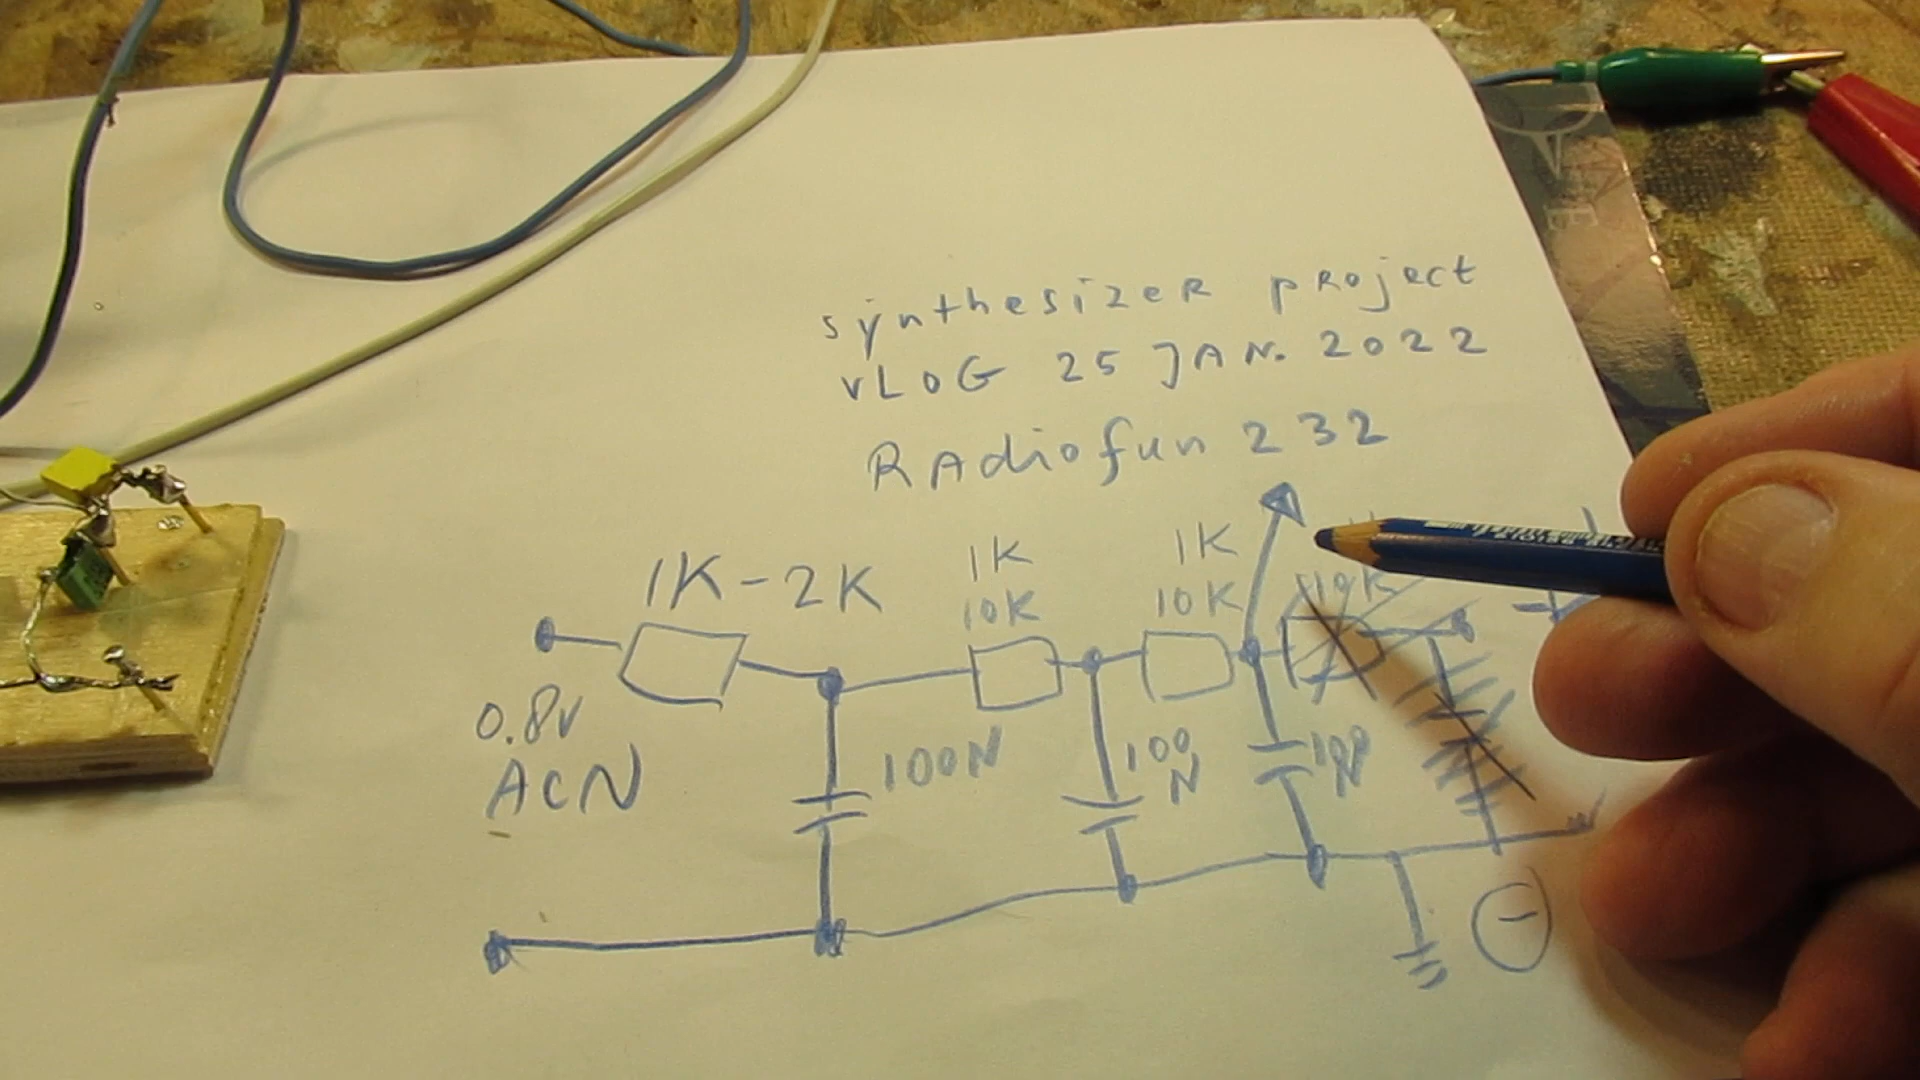 synthesizeR pRoject
vLOG 25 JAN. 2022
RAdiofun 232
1K-2K
1K
10K
1K
10K
10K
0.8v
ACN
100N
100
N